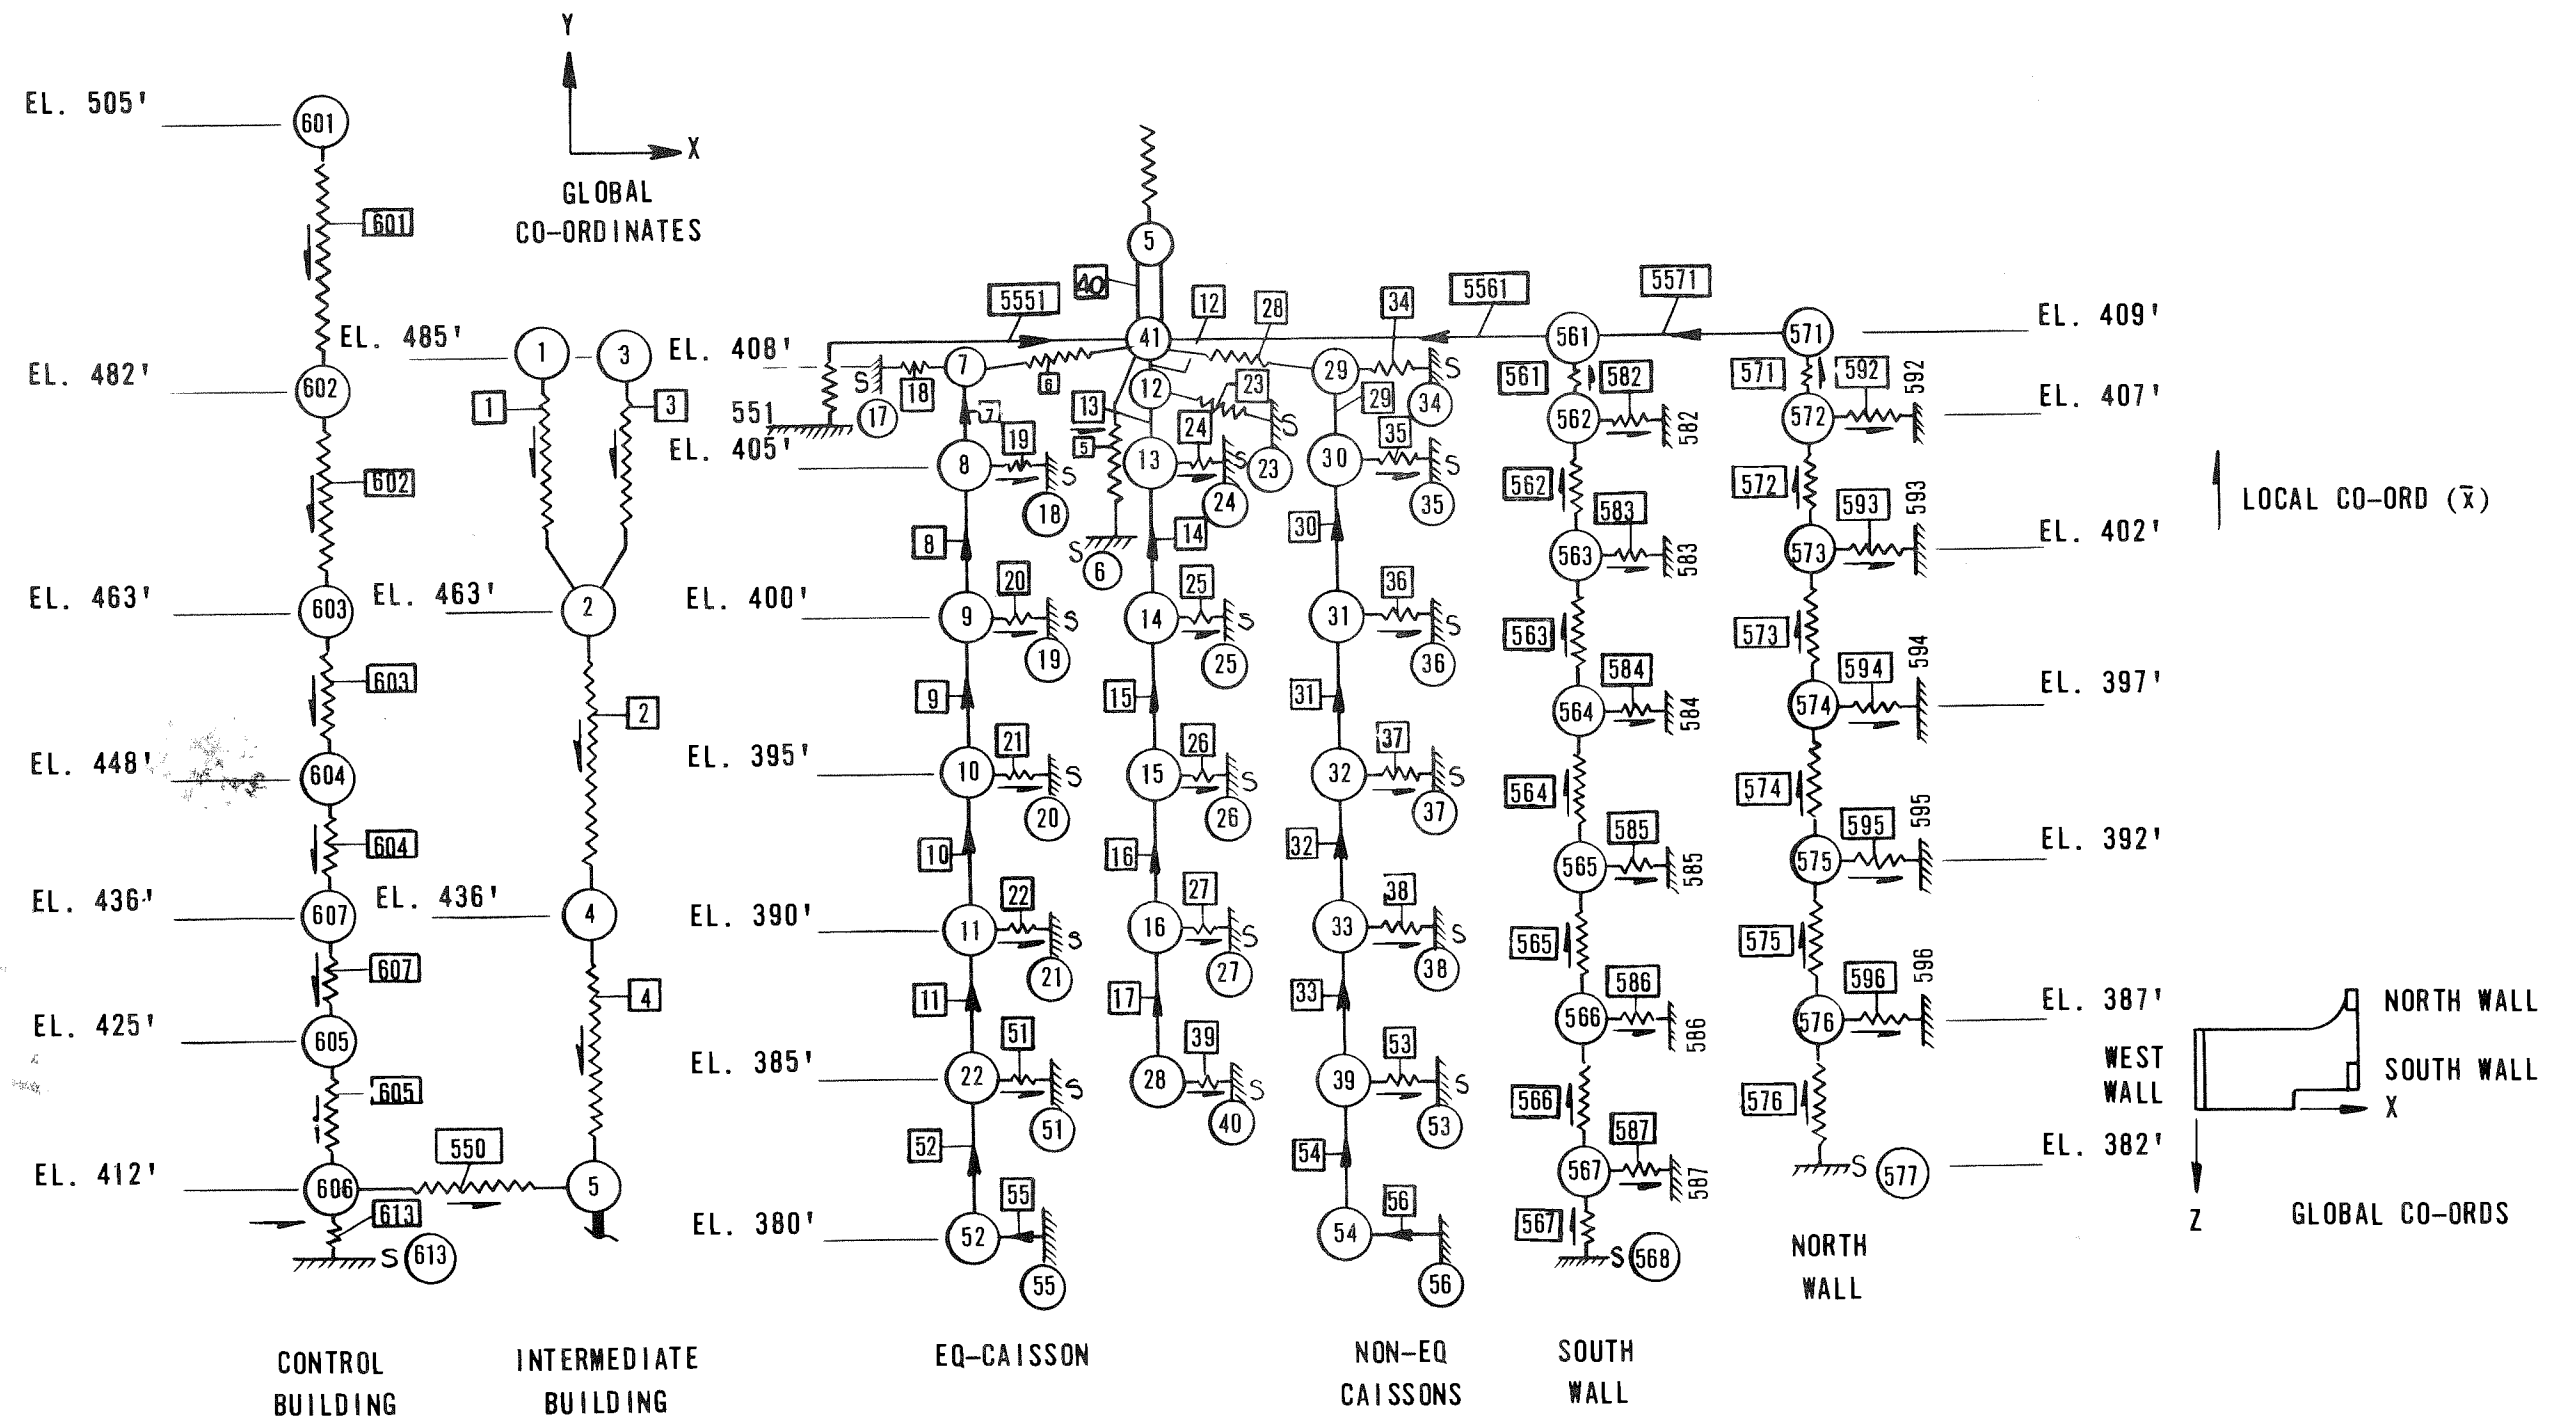 Y
X
GLOBAL
CO-ORDINATES
EL. 505'
601
601
EL. 482'
602
602
EL. 463'
603
603
EL. 448'
604
604
EL. 436'
607
607
EL. 425'
605
605
EL. 412'
606
550
613
S
613
CONTROL
BUILDING
EL. 485'
1
3
1
3
EL. 463'
2
2
EL. 436'
4
4
5
INTERMEDIATE
BUILDING
5
40
41
5551
12
28
34
5561
5571
551
EL. 408'
S
17
18
7
6
7
EL. 405'
8
19
S
18
8
EL. 400'
9
20
S
19
9
EL. 395'
10
21
S
20
10
EL. 390'
11
22
S
21
11
EL. 385'
22
51
S
51
52
EL. 380'
52
55
55
EQ-CAISSON
5
S
6
12
23
S
23
13
13
24
S
24
14
14
25
S
25
15
15
26
S
26
16
16
27
S
27
17
28
39
S
40
29
S
34
29
30
35
S
35
30
31
36
S
36
31
32
37
S
37
32
33
38
S
38
33
39
53
S
53
54
54
56
56
NON-EQ
CAISSONS
561
561
582
562
582
562
583
563
583
563
584
564
584
564
585
565
585
565
586
566
586
566
587
567
587
567
S
568
SOUTH
WALL
571
EL. 409'
571
592
592
572
EL. 407'
572
593
593
573
EL. 402'
573
594
594
574
EL. 397'
574
595
595
575
EL. 392'
575
596
596
576
EL. 387'
576
S
577
EL. 382'
NORTH
WALL
LOCAL CO-ORD (x̄)
NORTH WALL
WEST
WALL
SOUTH WALL
X
Z
GLOBAL CO-ORDS